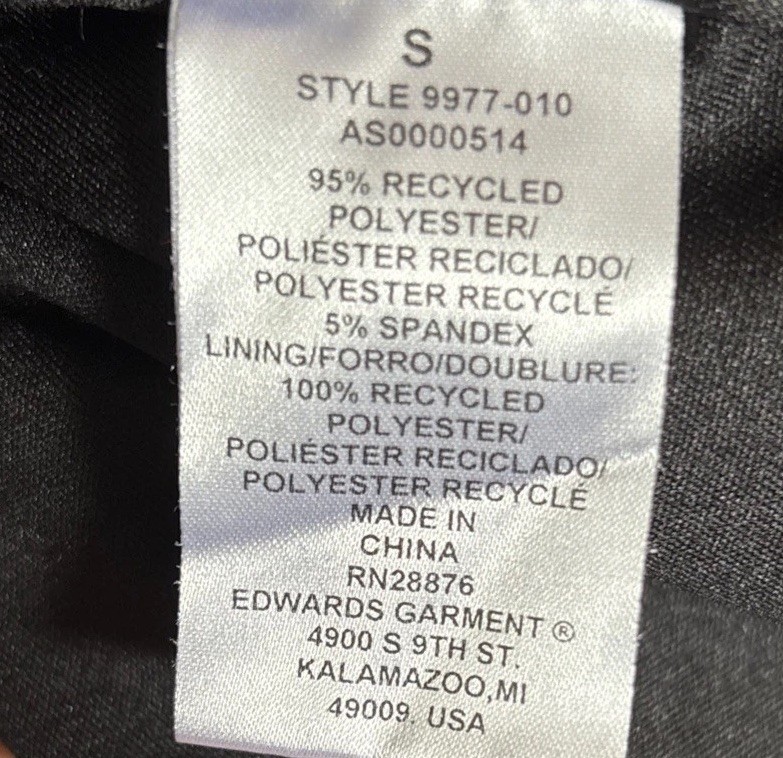 S
STYLE 9977-010
AS0000514
95% RECYCLED
POLYESTER/
POLIÉSTER RECICLADO/
POLYESTER RECYCLÉ
5% SPANDEX
LINING/FORRO/DOUBLURE:
100% RECYCLED
POLYESTER/
POLIÉSTER RECICLADO/
POLYESTER RECYCLÉ
MADE IN
CHINA
RN28876
EDWARDS GARMENT ®
4900 S 9TH ST.
KALAMAZOO,MI
49009. USA